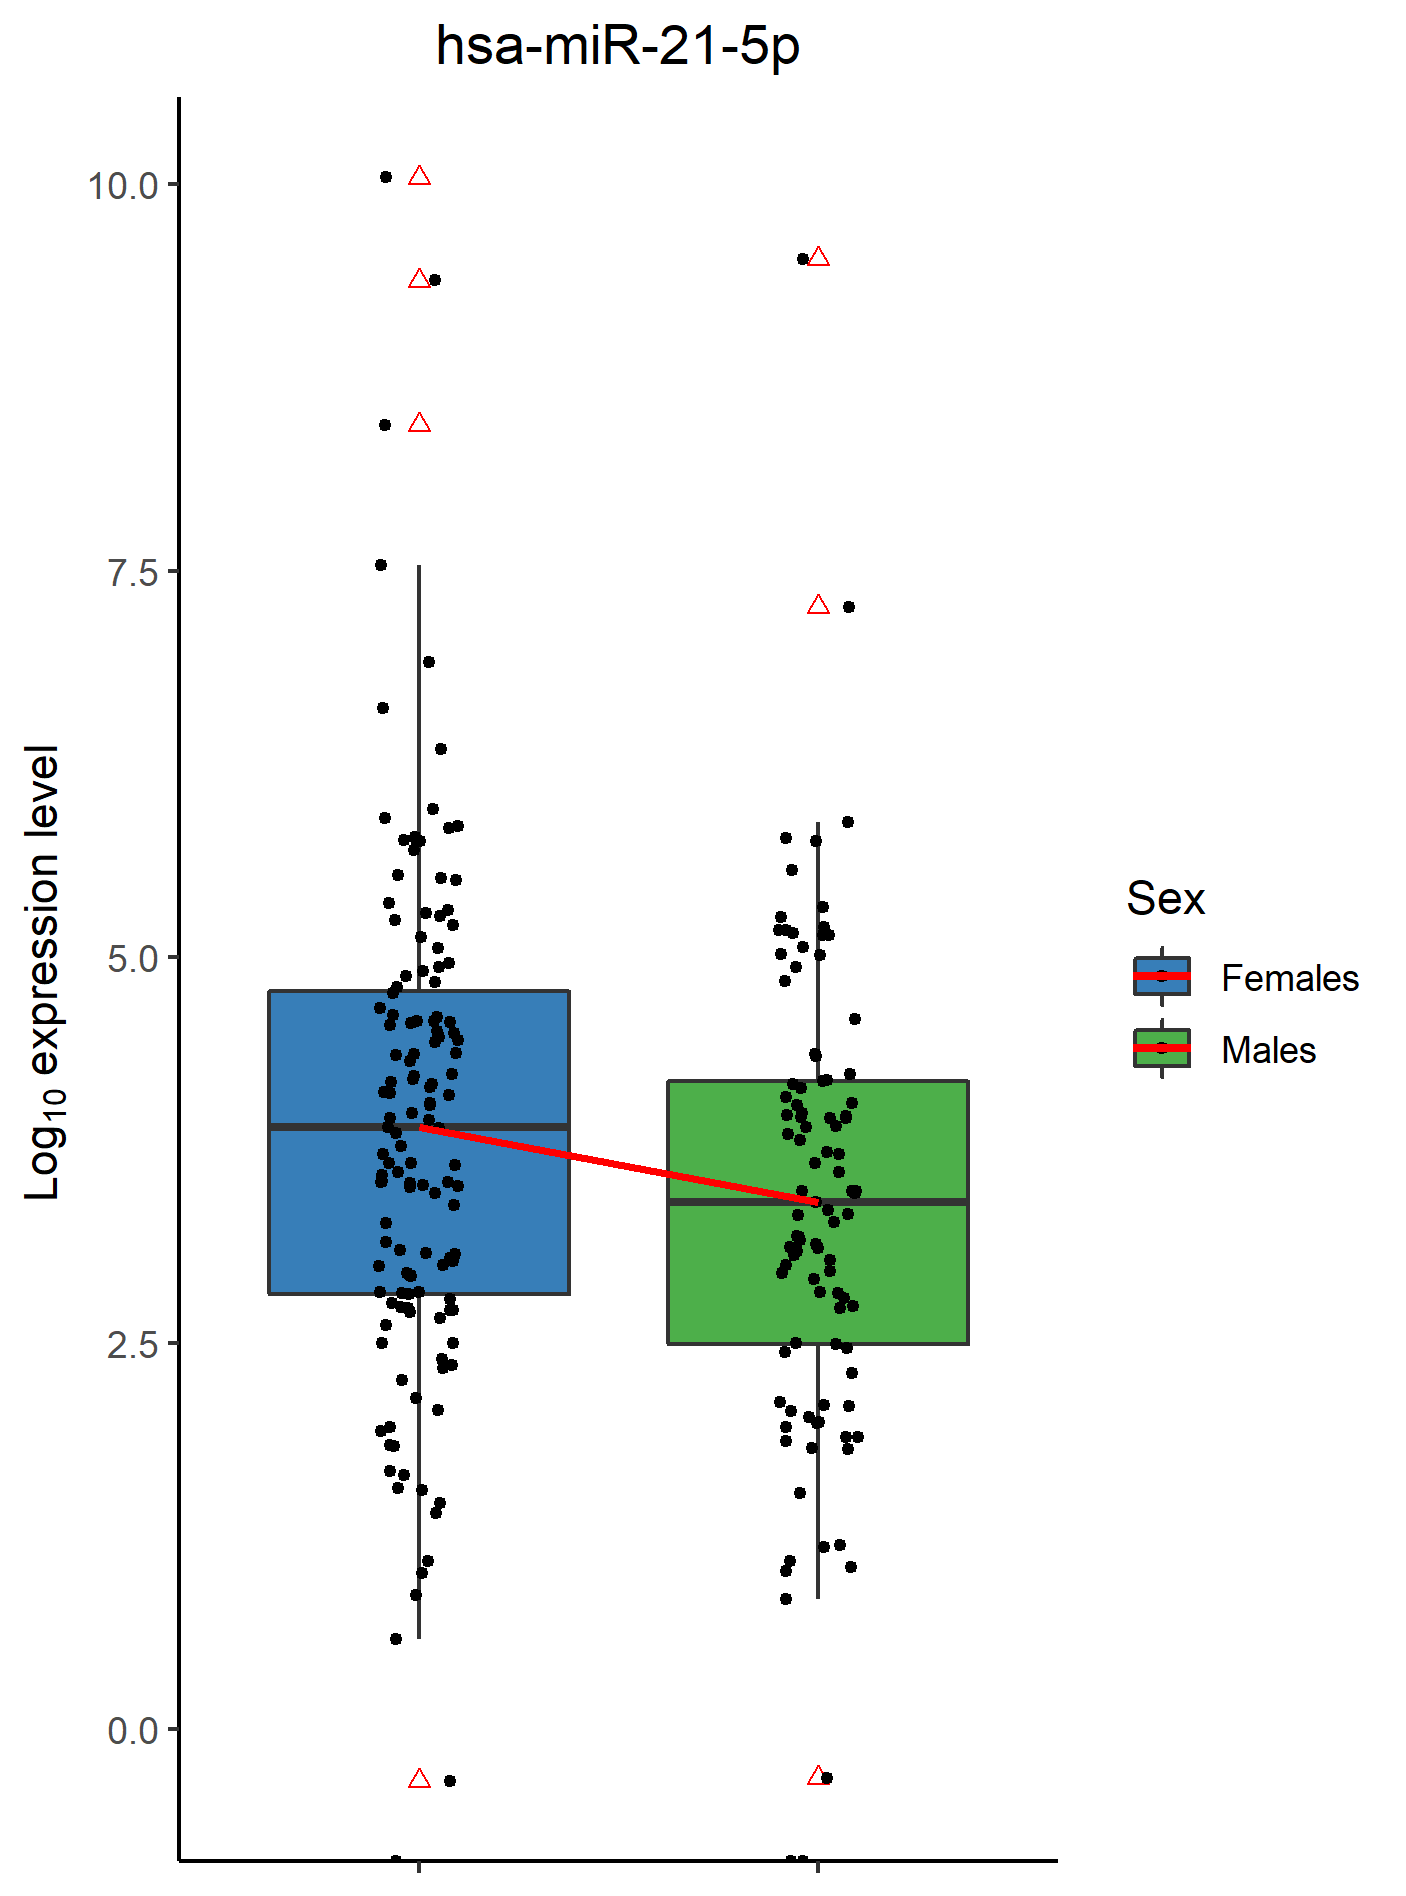 hsa-miR-21-5p
10.0
7.5
5.0
2.5
0.0
Log₁₀ expression level
Sex
Females
Males